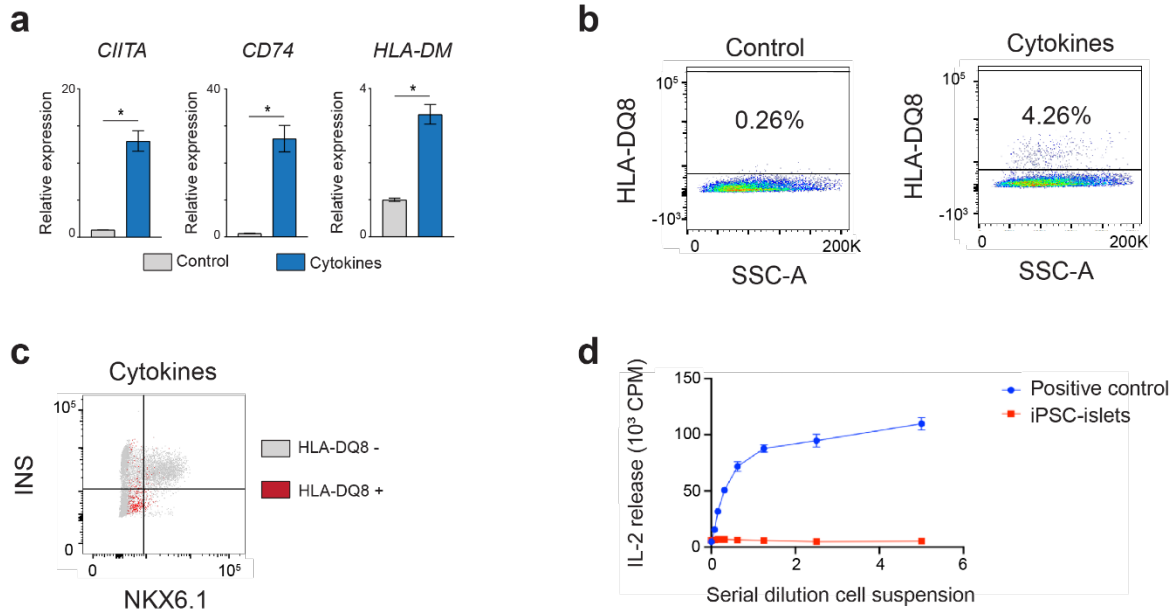 a
CIITA
CD74
HLA-DM
Relative expression
20
0
*
Relative expression
40
0
*
Relative expression
4
0
*
Control
Cytokines
b
Control
Cytokines
HLA-DQ8
10⁵
-10³
0.26%
0
200K
SSC-A
HLA-DQ8
10⁵
-10³
4.26%
0
200K
SSC-A
c
Cytokines
INS
10⁵
0
0
10⁵
NKX6.1
HLA-DQ8 -
HLA-DQ8 +
d
IL-2 release (10³ CPM)
150
100
50
0
0
2
4
6
Serial dilution cell suspension
Positive control
iPSC-islets